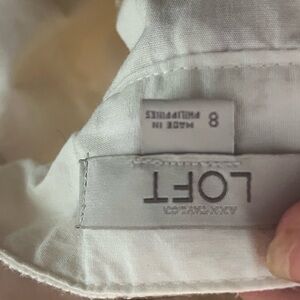 ANN TAYLOR
LOFT
8
MADE IN
PHILIPPINES